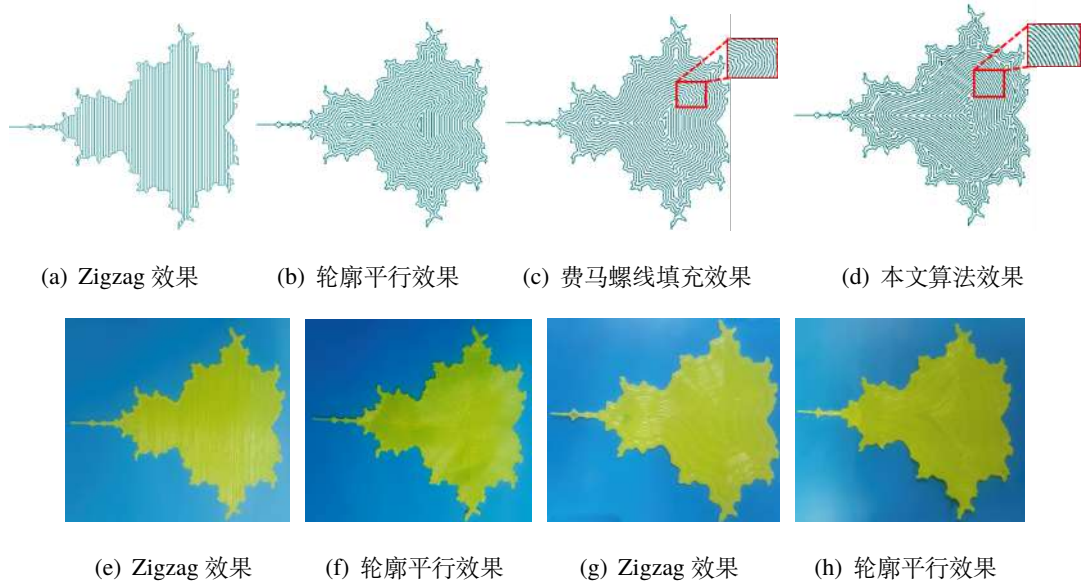 (a) Zigzag 效果
(b) 轮廓平行效果
(c) 费马螺线填充效果
(d) 本文算法效果
(e) Zigzag 效果
(f) 轮廓平行效果
(g) Zigzag 效果
(h) 轮廓平行效果